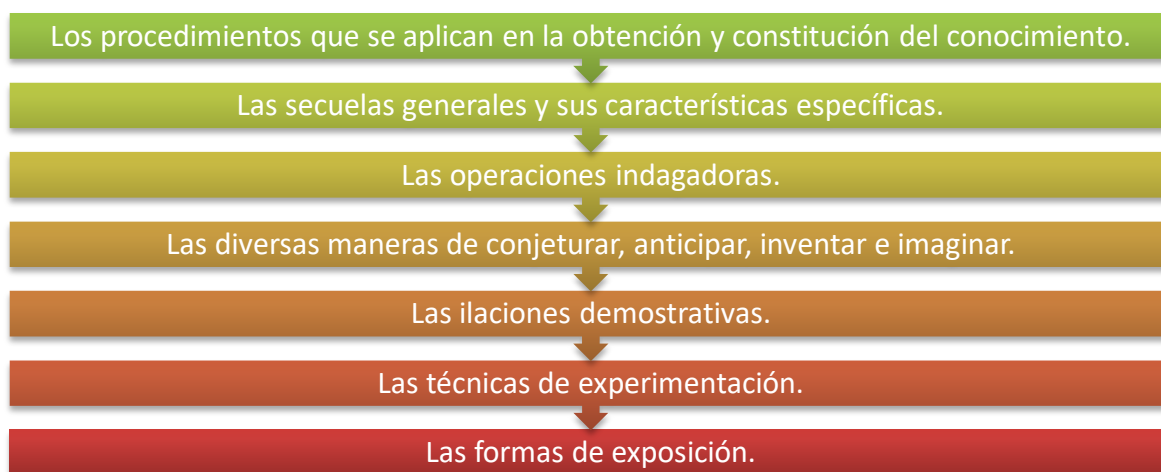 Los procedimientos que se aplican en la obtención y constitución del conocimiento.
Las secuelas generales y sus características específicas.
Las operaciones indagadoras.
Las diversas maneras de conjeturar, anticipar, inventar e imaginar.
Las ilaciones demostrativas.
Las técnicas de experimentación.
Las formas de exposición.